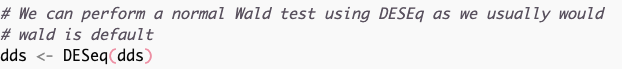 # We can perform a normal Wald test using DESEq as we usually would
# wald is default
dds <- DESeq(dds)